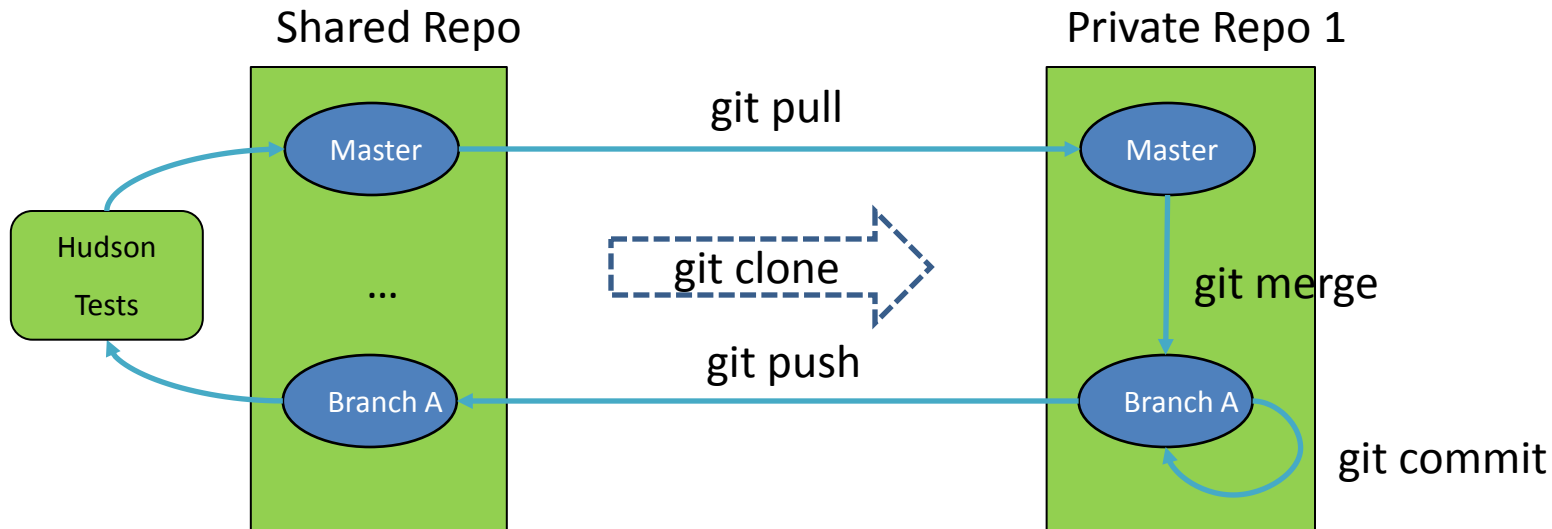 Shared Repo
Private Repo 1
git pull
Master
Master
Hudson
Tests
...
git clone
git merge
git push
Branch A
Branch A
git commit